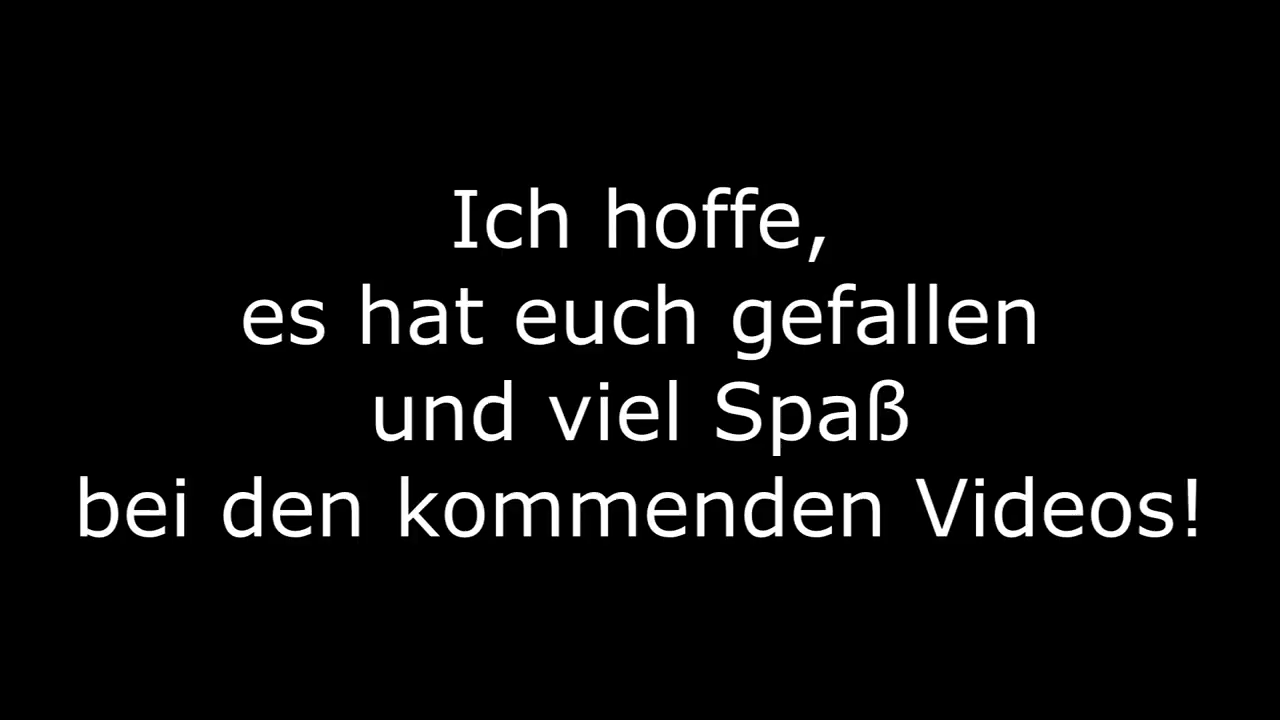 Ich hoffe,
es hat euch gefallen
und viel Spaß
bei den kommenden Videos!